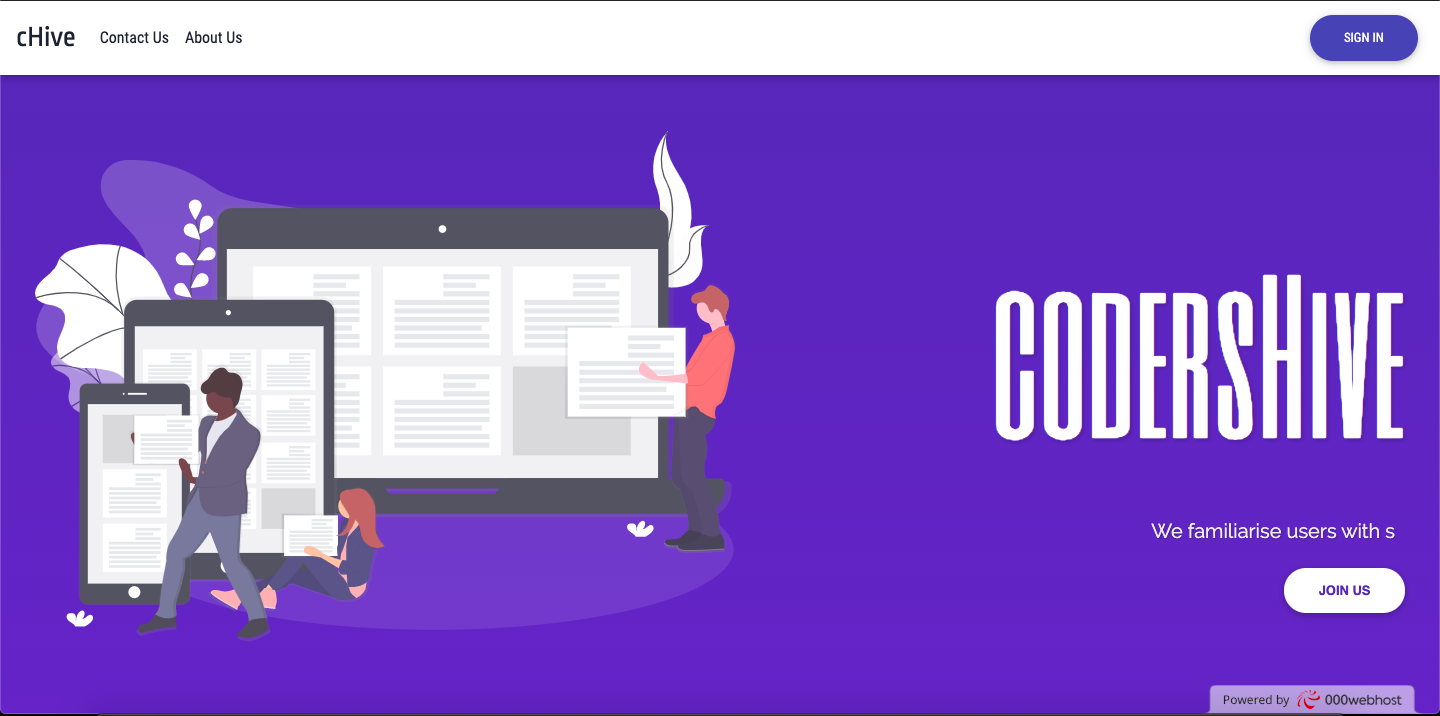 cHive Contact Us About Us SIGN IN
CODERSHIVE
We familiarise users with s
JOIN US
Powered by 000webhost